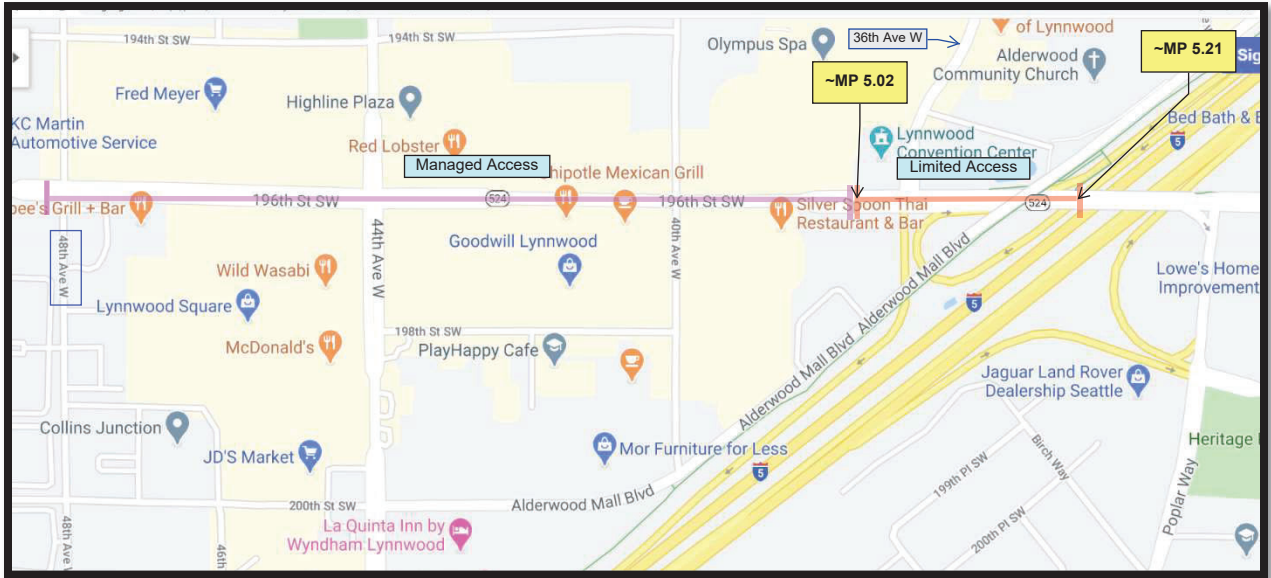 194th St SW
194th St SW
Olympus Spa
36th Ave W
of Lynnwood
Alderwood
Community Church
~MP 5.21
Sig
~MP 5.02
Fred Meyer
Highline Plaza
KC Martin
Automotive Service
Red Lobster
Bed Bath & B
5
Lynnwood
Convention Center
Managed Access
Limited Access
hipotle Mexican Grill
bee's Grill + Bar
196th St SW
524
196th St SW
Silver Spoon Thai
Restaurant & Bar
524
48th Ave W
44th Ave W
40th Ave W
Goodwill Lynnwood
Wild Wasabi
Lynnwood Square
McDonald's
198th St SW
PlayHappy Cafe
Alderwood Mall Blvd
Alderwood Mall Blvd
5
Lowe's Home
Improvement
Jaguar Land Rover
Dealership Seattle
Collins Junction
JD'S Market
Mor Furniture for Less
5
Birch Way
Heritage
199th Pl SW
200th St SW
Alderwood Mall Blvd
La Quinta Inn by
Wyndham Lynnwood
48th Ave W
46th
200th Pl SW
Poplar Way